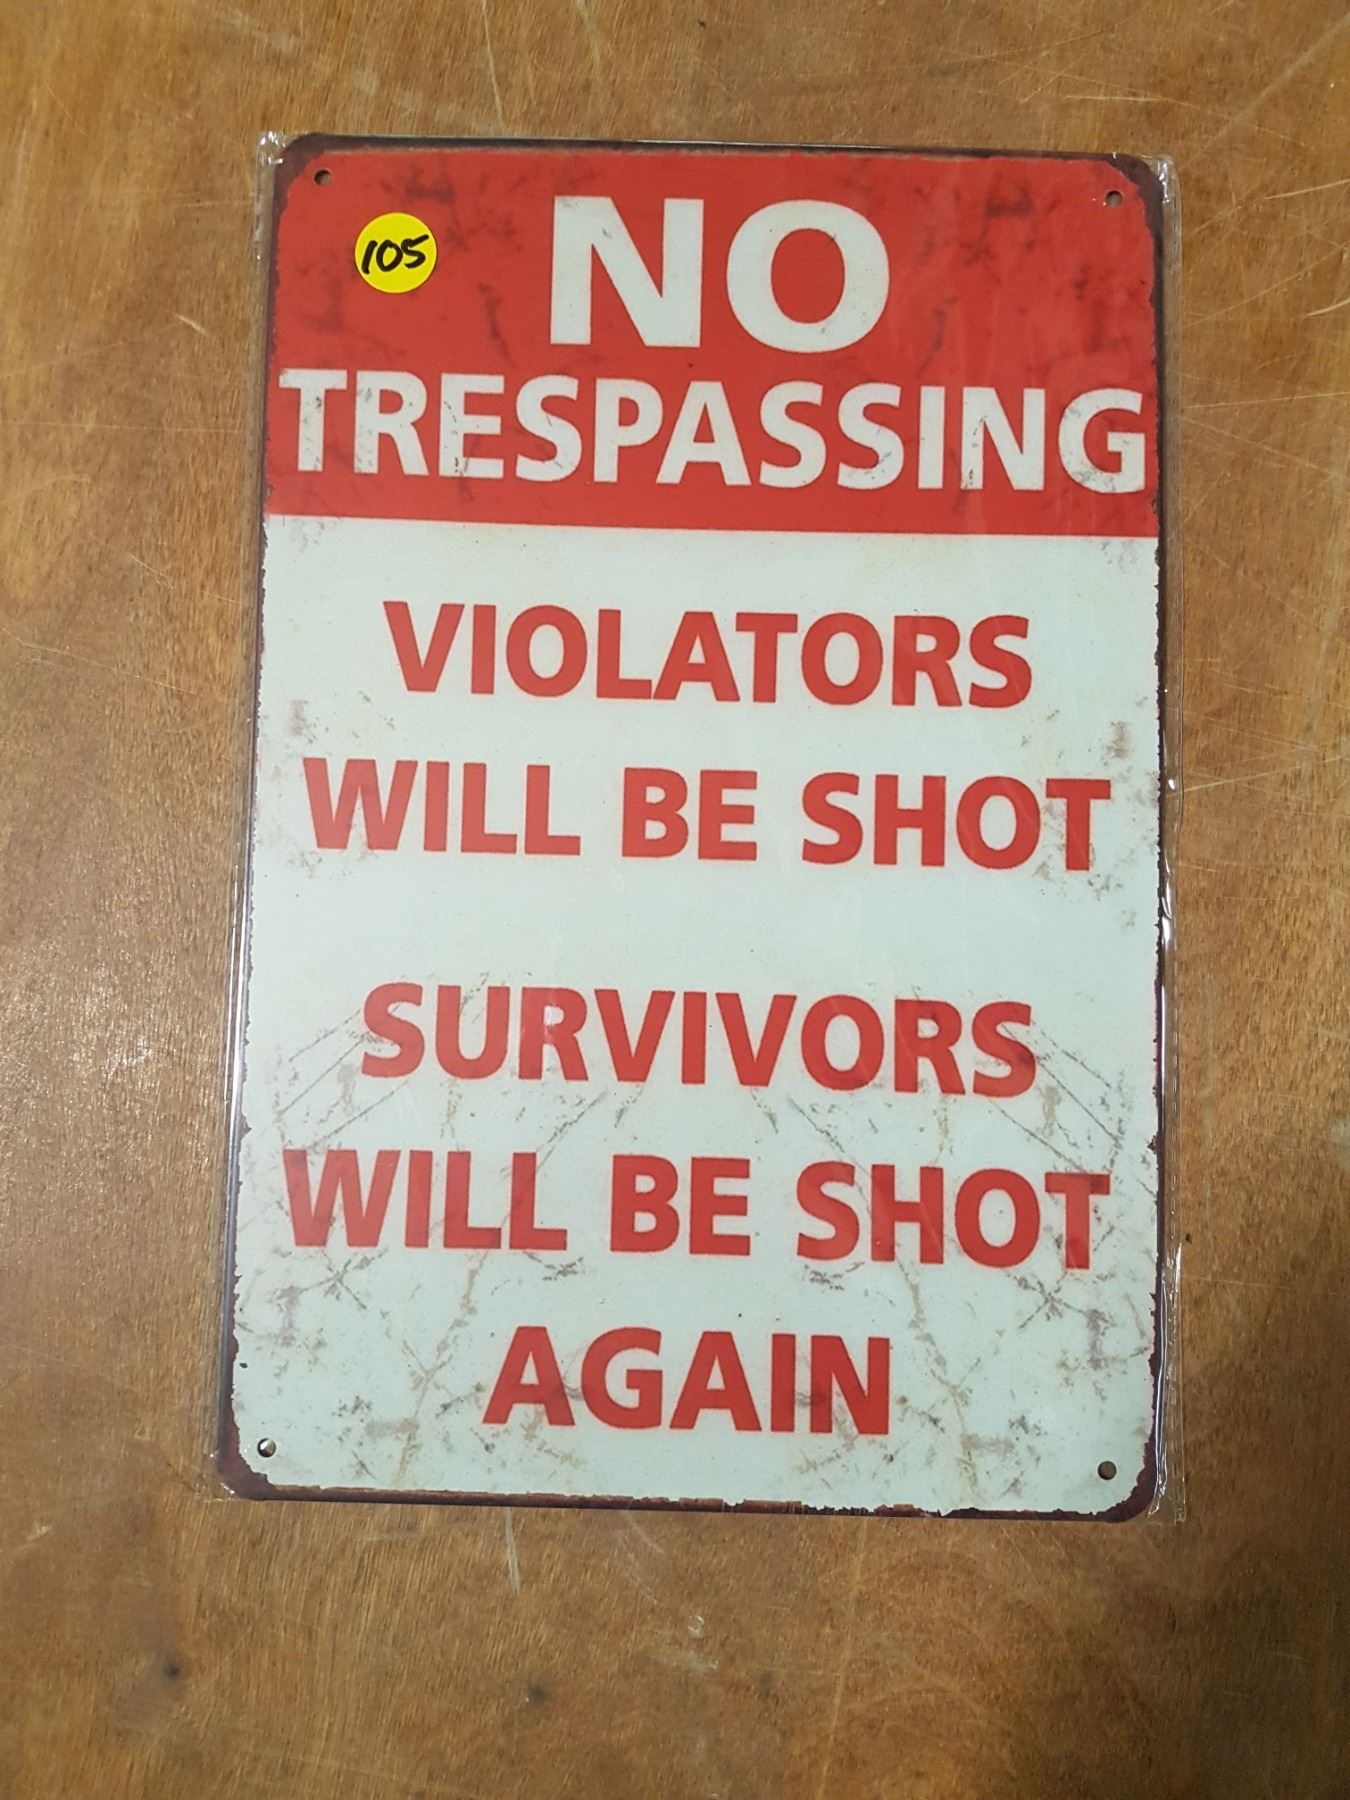 NO
105
TRESPASSING
VIOLATORS
WILL BE SHOT
SURVIVORS
WILL BE SHOT
AGAIN